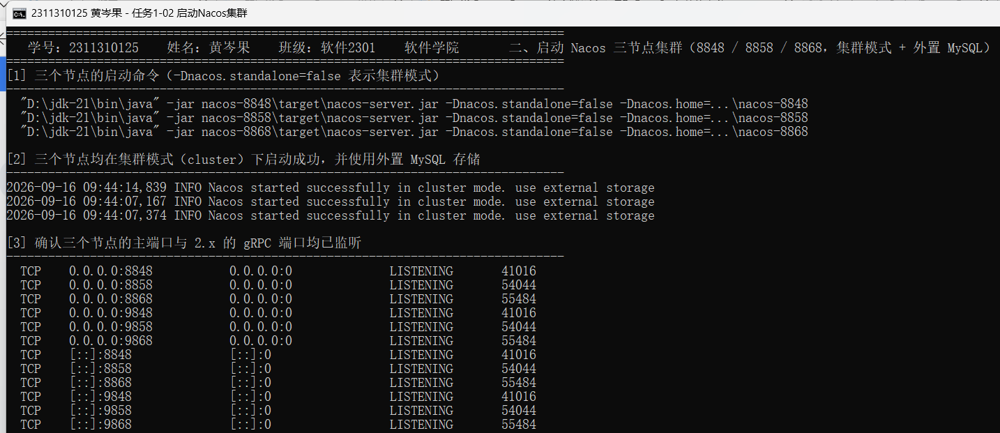 2311310125 黄岑果 - 任务1-02 启动Nacos集群
================================================================================
学号：2311310125    姓名：黄岑果    班级：软件2301    软件学院    二、启动 Nacos 三节点集群（8848 / 8858 / 8868，集群模式 + 外置 MySQL）
================================================================================
[1] 三个节点的启动命令（-Dnacos.standalone=false 表示集群模式）
--------------------------------------------------------------------------------
"D:\jdk-21\bin\java" -jar nacos-8848\target\nacos-server.jar -Dnacos.standalone=false -Dnacos.home=...\nacos-8848
"D:\jdk-21\bin\java" -jar nacos-8858\target\nacos-server.jar -Dnacos.standalone=false -Dnacos.home=...\nacos-8858
"D:\jdk-21\bin\java" -jar nacos-8868\target\nacos-server.jar -Dnacos.standalone=false -Dnacos.home=...\nacos-8868
[2] 三个节点均在集群模式（cluster）下启动成功，并使用外置 MySQL 存储
--------------------------------------------------------------------------------
2026-09-16 09:44:14,839 INFO Nacos started successfully in cluster mode. use external storage
2026-09-16 09:44:07,167 INFO Nacos started successfully in cluster mode. use external storage
2026-09-16 09:44:07,374 INFO Nacos started successfully in cluster mode. use external storage
[3] 确认三个节点的主端口与 2.x 的 gRPC 端口均已监听
--------------------------------------------------------------------------------
TCP    0.0.0.0:8848           0.0.0.0:0              LISTENING       41016
TCP    0.0.0.0:8858           0.0.0.0:0              LISTENING       54044
TCP    0.0.0.0:8868           0.0.0.0:0              LISTENING       55484
TCP    0.0.0.0:9848           0.0.0.0:0              LISTENING       41016
TCP    0.0.0.0:9858           0.0.0.0:0              LISTENING       54044
TCP    0.0.0.0:9868           0.0.0.0:0              LISTENING       55484
TCP    [::]:8848              [::]:0                 LISTENING       41016
TCP    [::]:8858              [::]:0                 LISTENING       54044
TCP    [::]:8868              [::]:0                 LISTENING       55484
TCP    [::]:9848              [::]:0                 LISTENING       41016
TCP    [::]:9858              [::]:0                 LISTENING       54044
TCP    [::]:9868              [::]:0                 LISTENING       55484